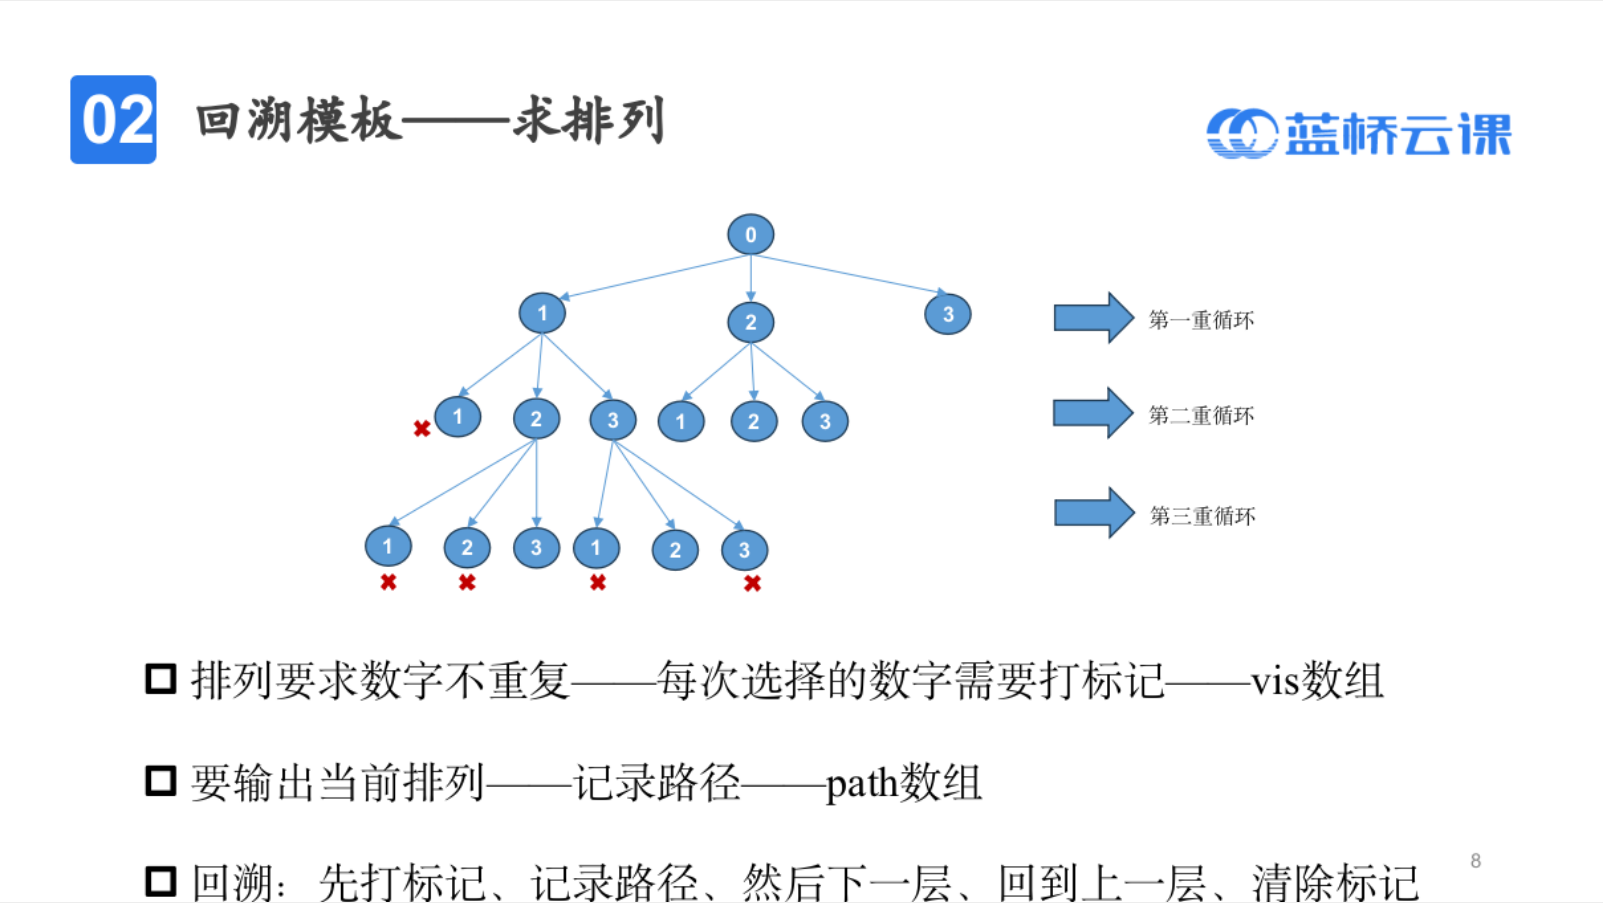 02 回溯模板——求排列
蓝桥云课
0
1 2 3
第一重循环
1 2 3 1 2 3
第二重循环
1 2 3 1 2 3
第三重循环
排列要求数字不重复——每次选择的数字需要打标记——vis数组
要输出当前排列——记录路径——path数组
回溯：先打标记、记录路径、然后下一层、回到上一层、清除标记
8